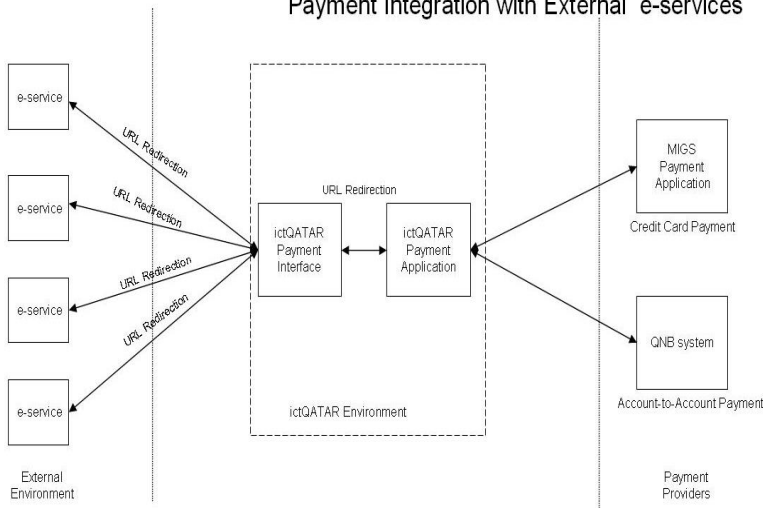 Payment Integration with External e-services
e-service
e-service
e-service
e-service
URL Redirection
URL Redirection
URL Redirection
URL Redirection
URL Redirection
ictQATAR
Payment
Interface
ictQATAR
Payment
Application
ictQATAR Environment
MIGS
Payment
Application
Credit Card Payment
QNB system
Account-to-Account Payment
External
Environment
Payment
Providers